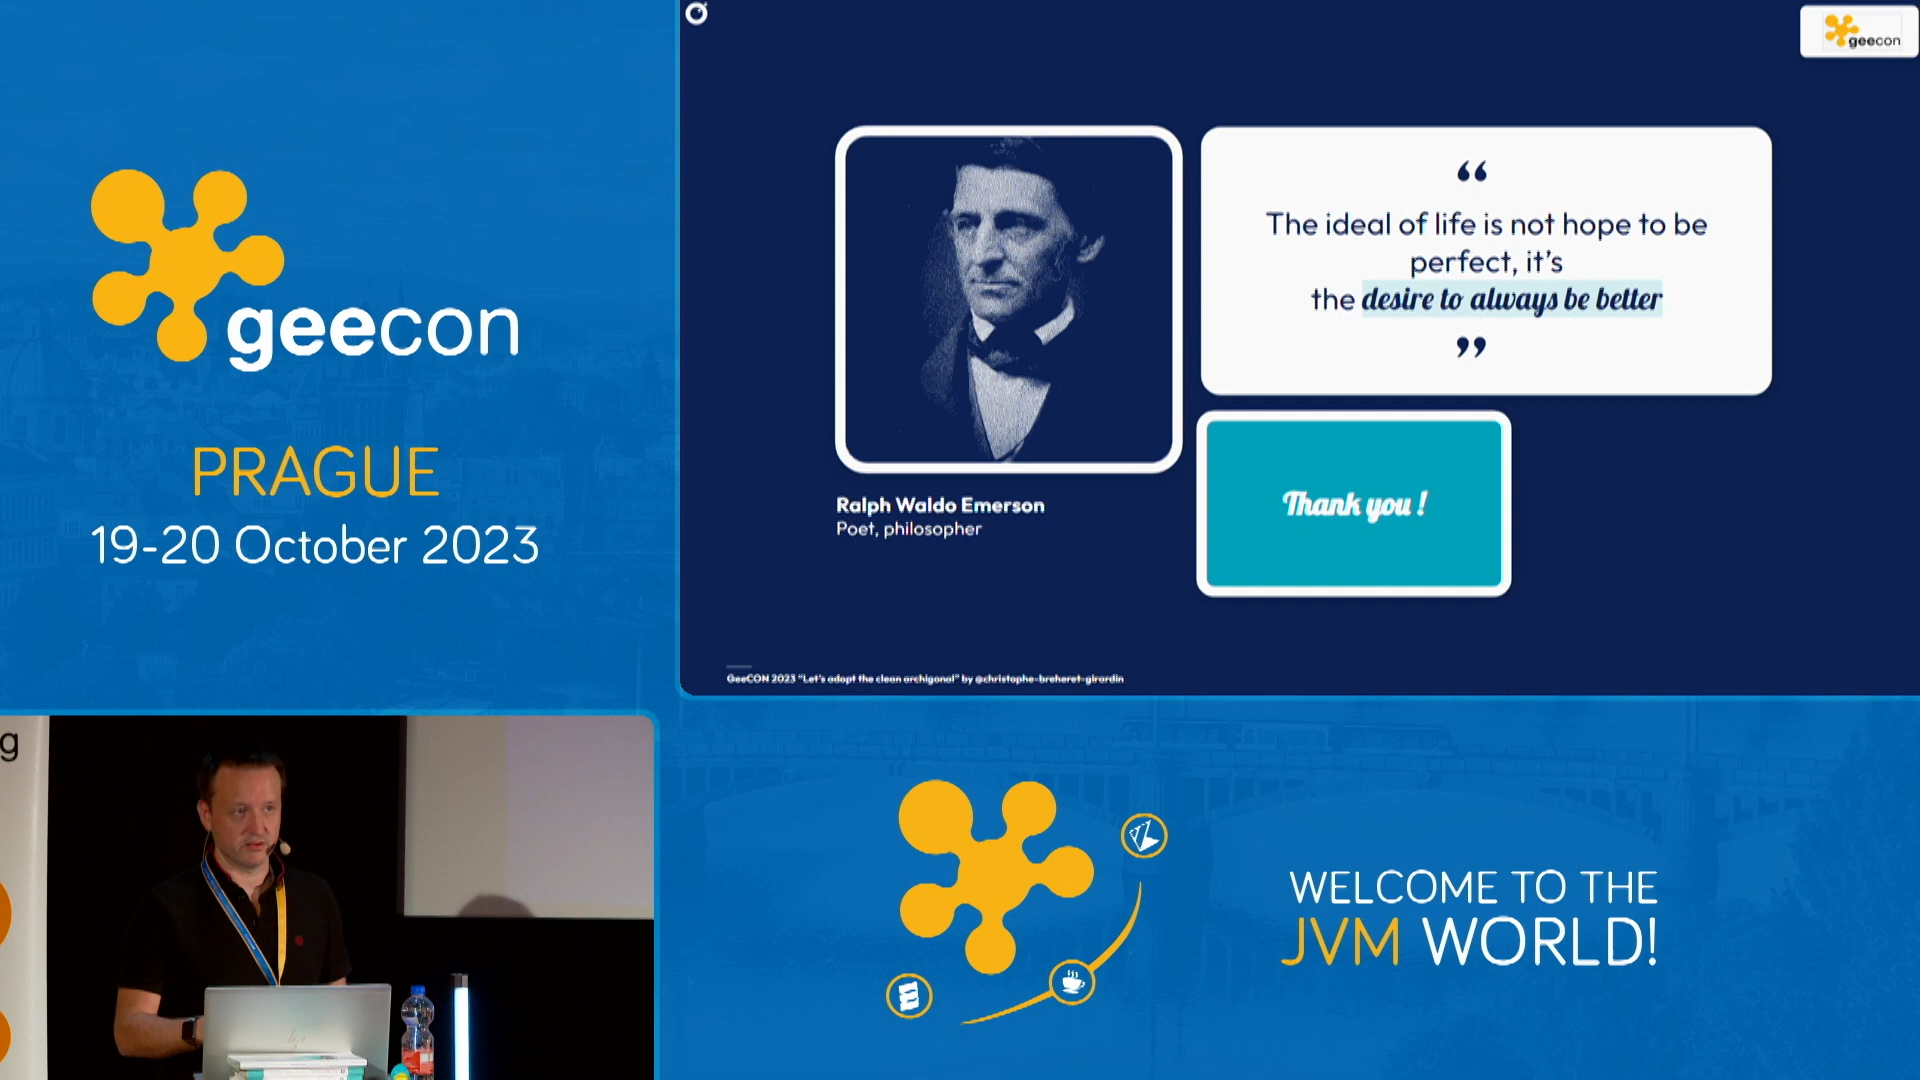 geecon
PRAGUE
19-20 October 2023
geecon
“
The ideal of life is not hope to be
perfect, it’s
the desire to always be better
”
Ralph Waldo Emerson
Poet, philosopher
Thank you !
GeeCON 2023 “Let’s adopt the clean archigonal” by @christophe-breheret-girardin
g
WELCOME TO THE
JVM WORLD!